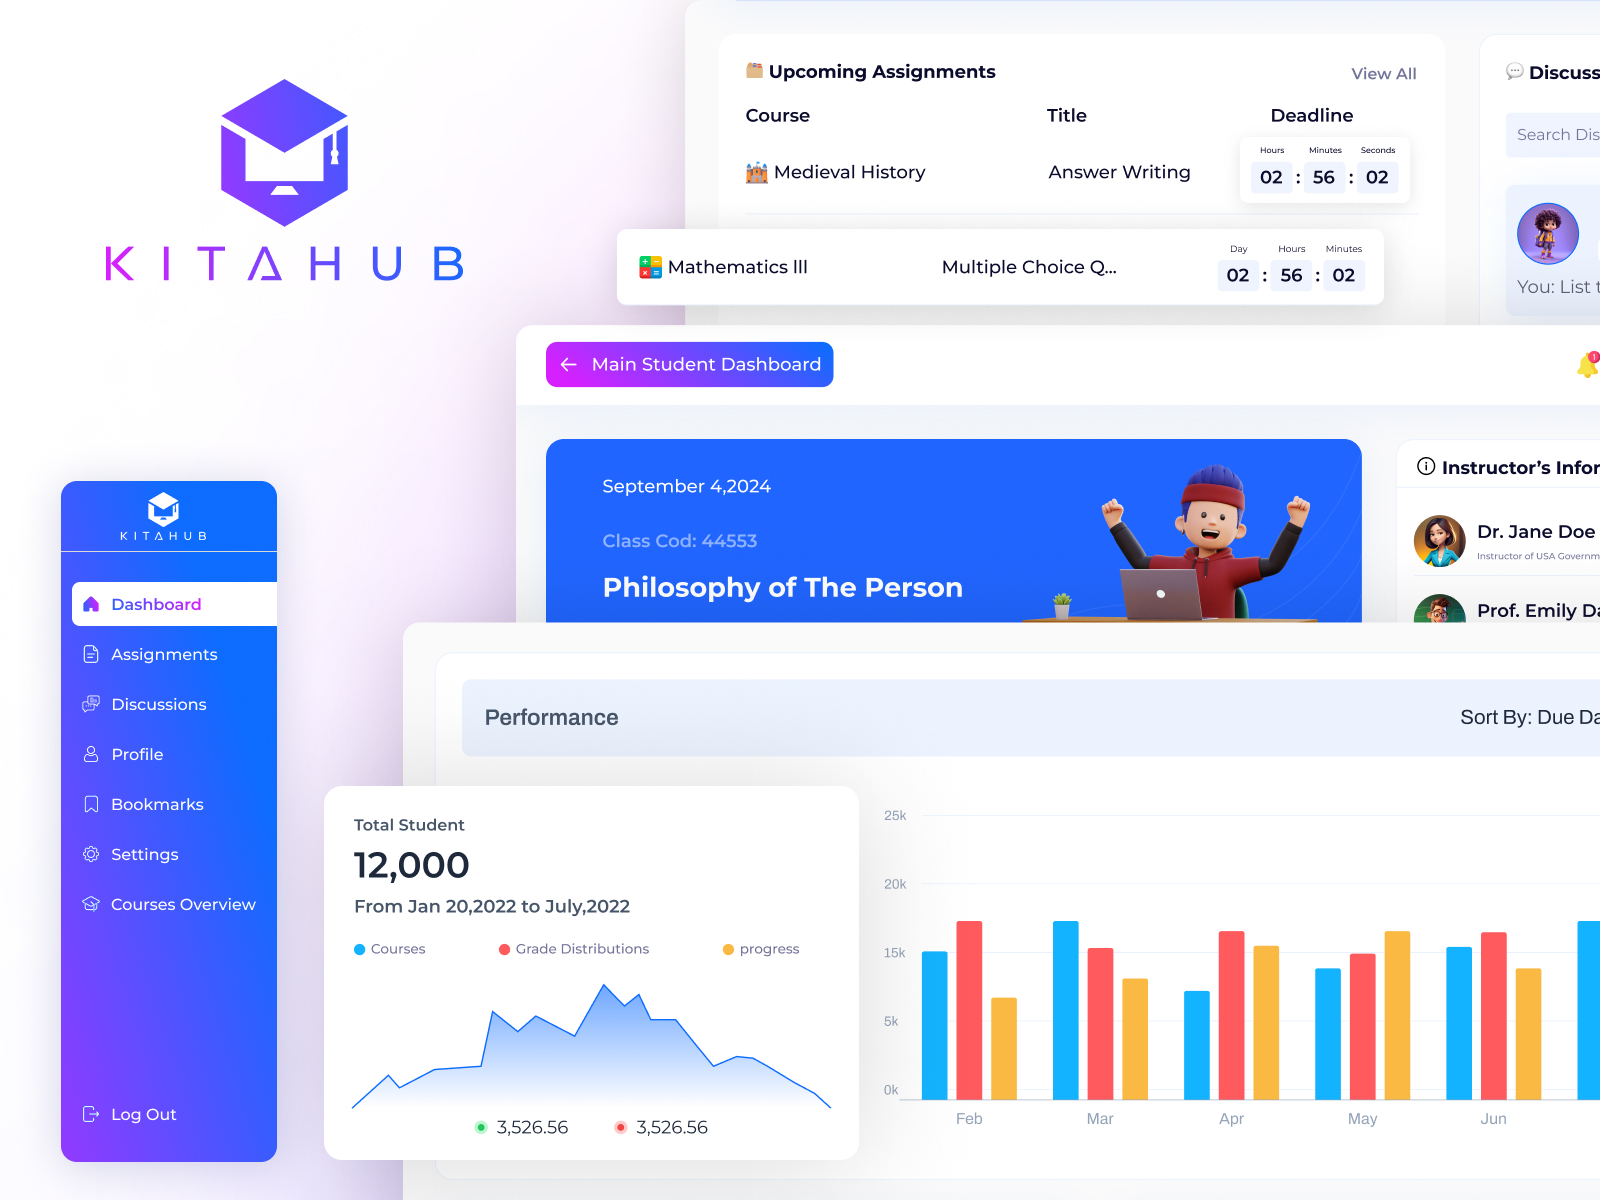 KITAHUB
Upcoming Assignments
View All
Course
Title
Deadline
Hours
Minutes
Seconds
Medieval History
Answer Writing
02 : 56 : 02
Discuss
Search Dis
You: List t
Mathematics lll
Multiple Choice Q...
Day
Hours
Minutes
02 : 56 : 02
Main Student Dashboard
1
September 4,2024
Class Cod: 44553
Philosophy of The Person
Instructor’s Infor
Dr. Jane Doe
Instructor of USA Governm
Prof. Emily Da
KITAHUB
Dashboard
Assignments
Discussions
Profile
Bookmarks
Settings
Courses Overview
Log Out
Performance
Sort By: Due Da
Total Student
12,000
From Jan 20,2022 to July,2022
Courses
Grade Distributions
progress
3,526.56
3,526.56
25k
20k
15k
5k
0k
Feb
Mar
Apr
May
Jun